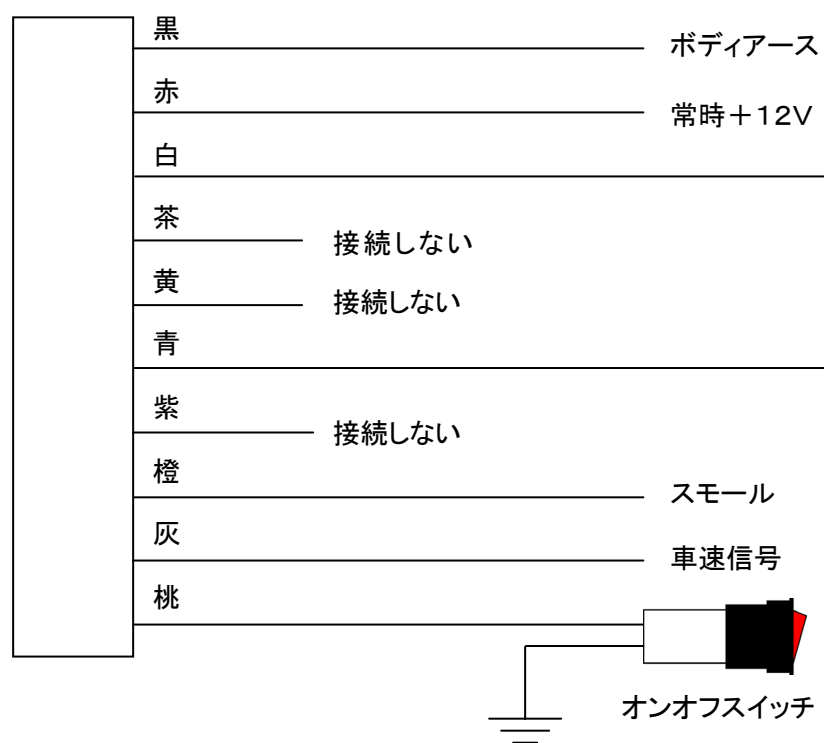 黒
ボディアース
赤
常時＋１２Ｖ
白
茶
接続しない
黄
接続しない
青
紫
接続しない
橙
スモール
灰
車速信号
桃
オンオフスイッチ